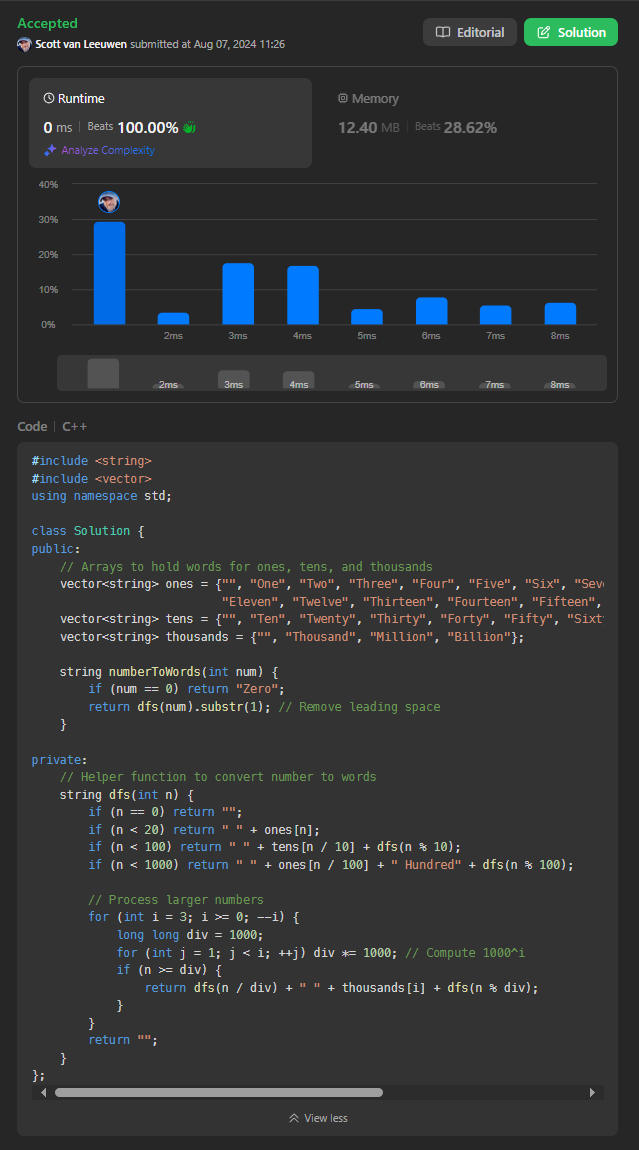 Accepted
Scott van Leeuwen submitted at Aug 07, 2024 11:26
Editorial
Solution
Runtime
0 ms | Beats 100.00%
Analyze Complexity
Memory
12.40 MB | Beats 28.62%
40%
30%
20%
10%
0%
2ms 3ms 4ms 5ms 6ms 7ms 8ms
2ms 3ms 4ms 5ms 6ms 7ms 8ms
Code | C++
#include <string>
#include <vector>
using namespace std;
class Solution {
public:
    // Arrays to hold words for ones, tens, and thousands
    vector<string> ones = {"", "One", "Two", "Three", "Four", "Five", "Six", "Seve
                           "Eleven", "Twelve", "Thirteen", "Fourteen", "Fifteen",
    vector<string> tens = {"", "Ten", "Twenty", "Thirty", "Forty", "Fifty", "Sixt
    vector<string> thousands = {"", "Thousand", "Million", "Billion"};
    string numberToWords(int num) {
        if (num == 0) return "Zero";
        return dfs(num).substr(1); // Remove leading space
    }
private:
    // Helper function to convert number to words
    string dfs(int n) {
        if (n == 0) return "";
        if (n < 20) return " " + ones[n];
        if (n < 100) return " " + tens[n / 10] + dfs(n % 10);
        if (n < 1000) return " " + ones[n / 100] + " Hundred" + dfs(n % 100);
        // Process larger numbers
        for (int i = 3; i >= 0; --i) {
            long long div = 1000;
            for (int j = 1; j < i; ++j) div *= 1000; // Compute 1000^i
            if (n >= div) {
                return dfs(n / div) + " " + thousands[i] + dfs(n % div);
            }
        }
        return "";
    }
};
View less